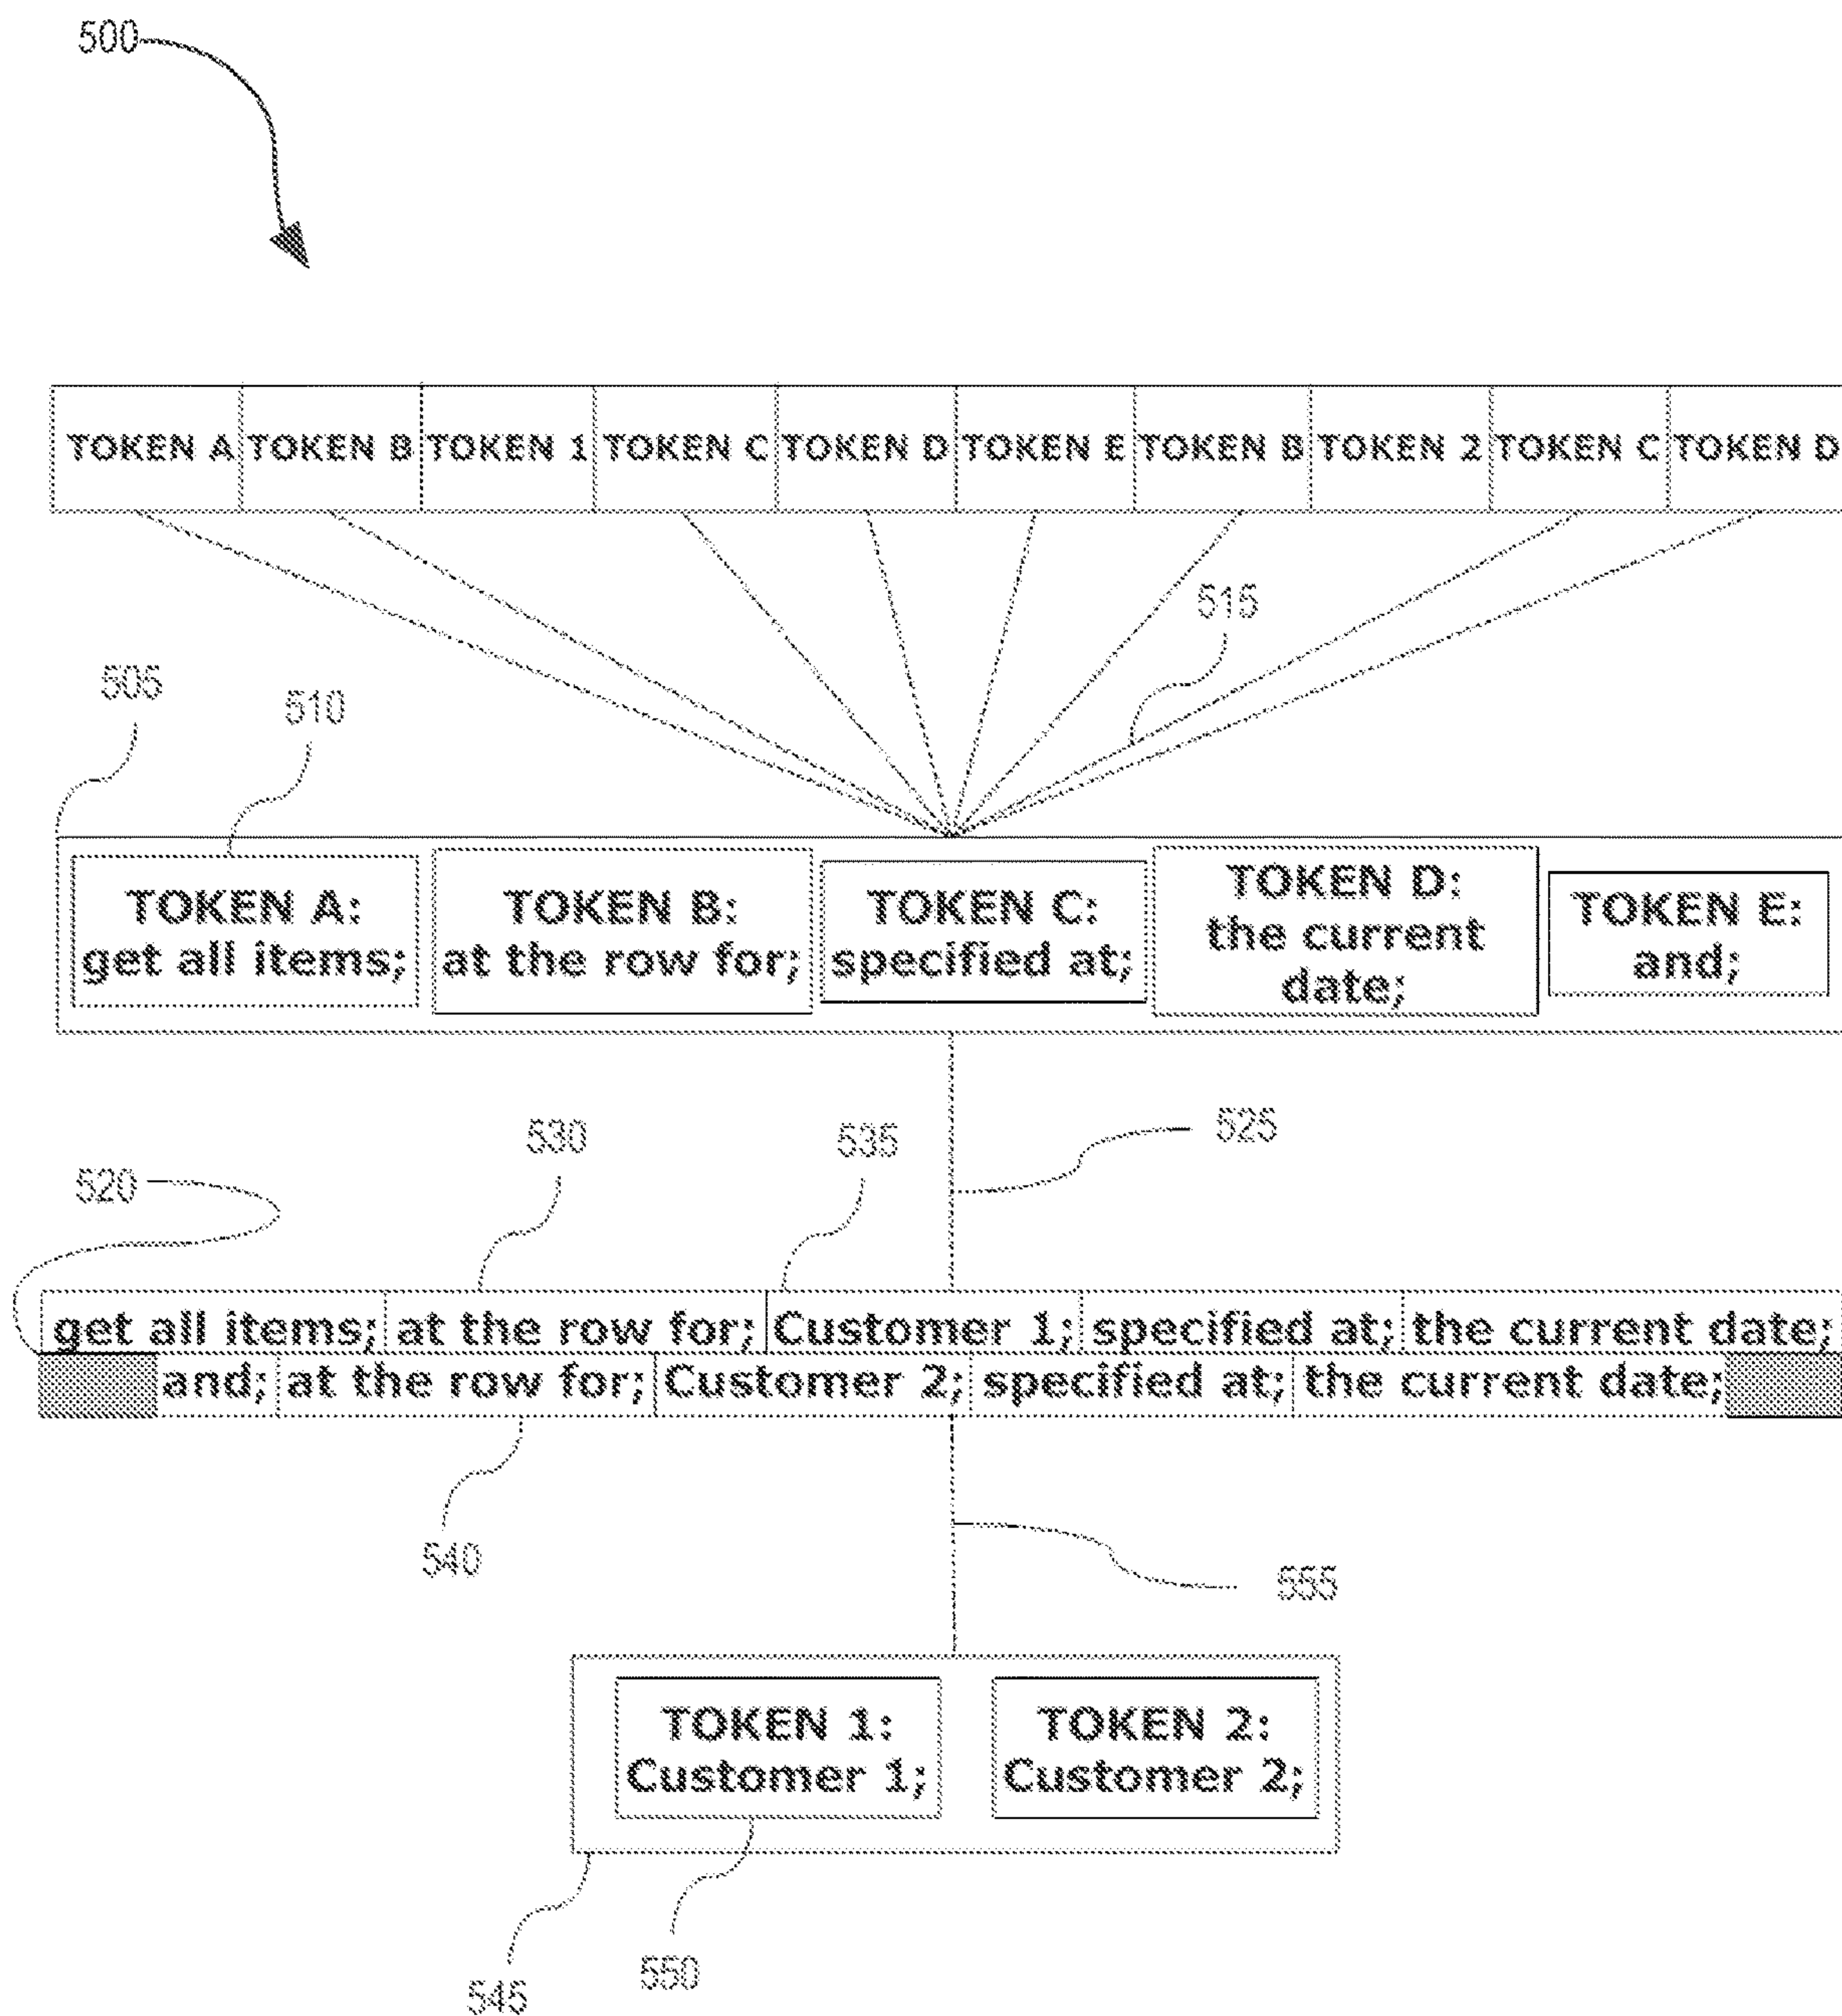 500
TOKEN A TOKEN B TOKEN 1 TOKEN C TOKEN D TOKEN E TOKEN B TOKEN 2 TOKEN C TOKEN D
515
505
510
TOKEN A:
get all items;
TOKEN B:
at the row for;
TOKEN C:
specified at;
TOKEN D:
the current
date;
TOKEN E:
and;
530
535
525
520
get all items; at the row for; Customer 1; specified at; the current date;
and; at the row for; Customer 2; specified at; the current date;
540
555
TOKEN 1:
Customer 1;
TOKEN 2:
Customer 2;
550
545